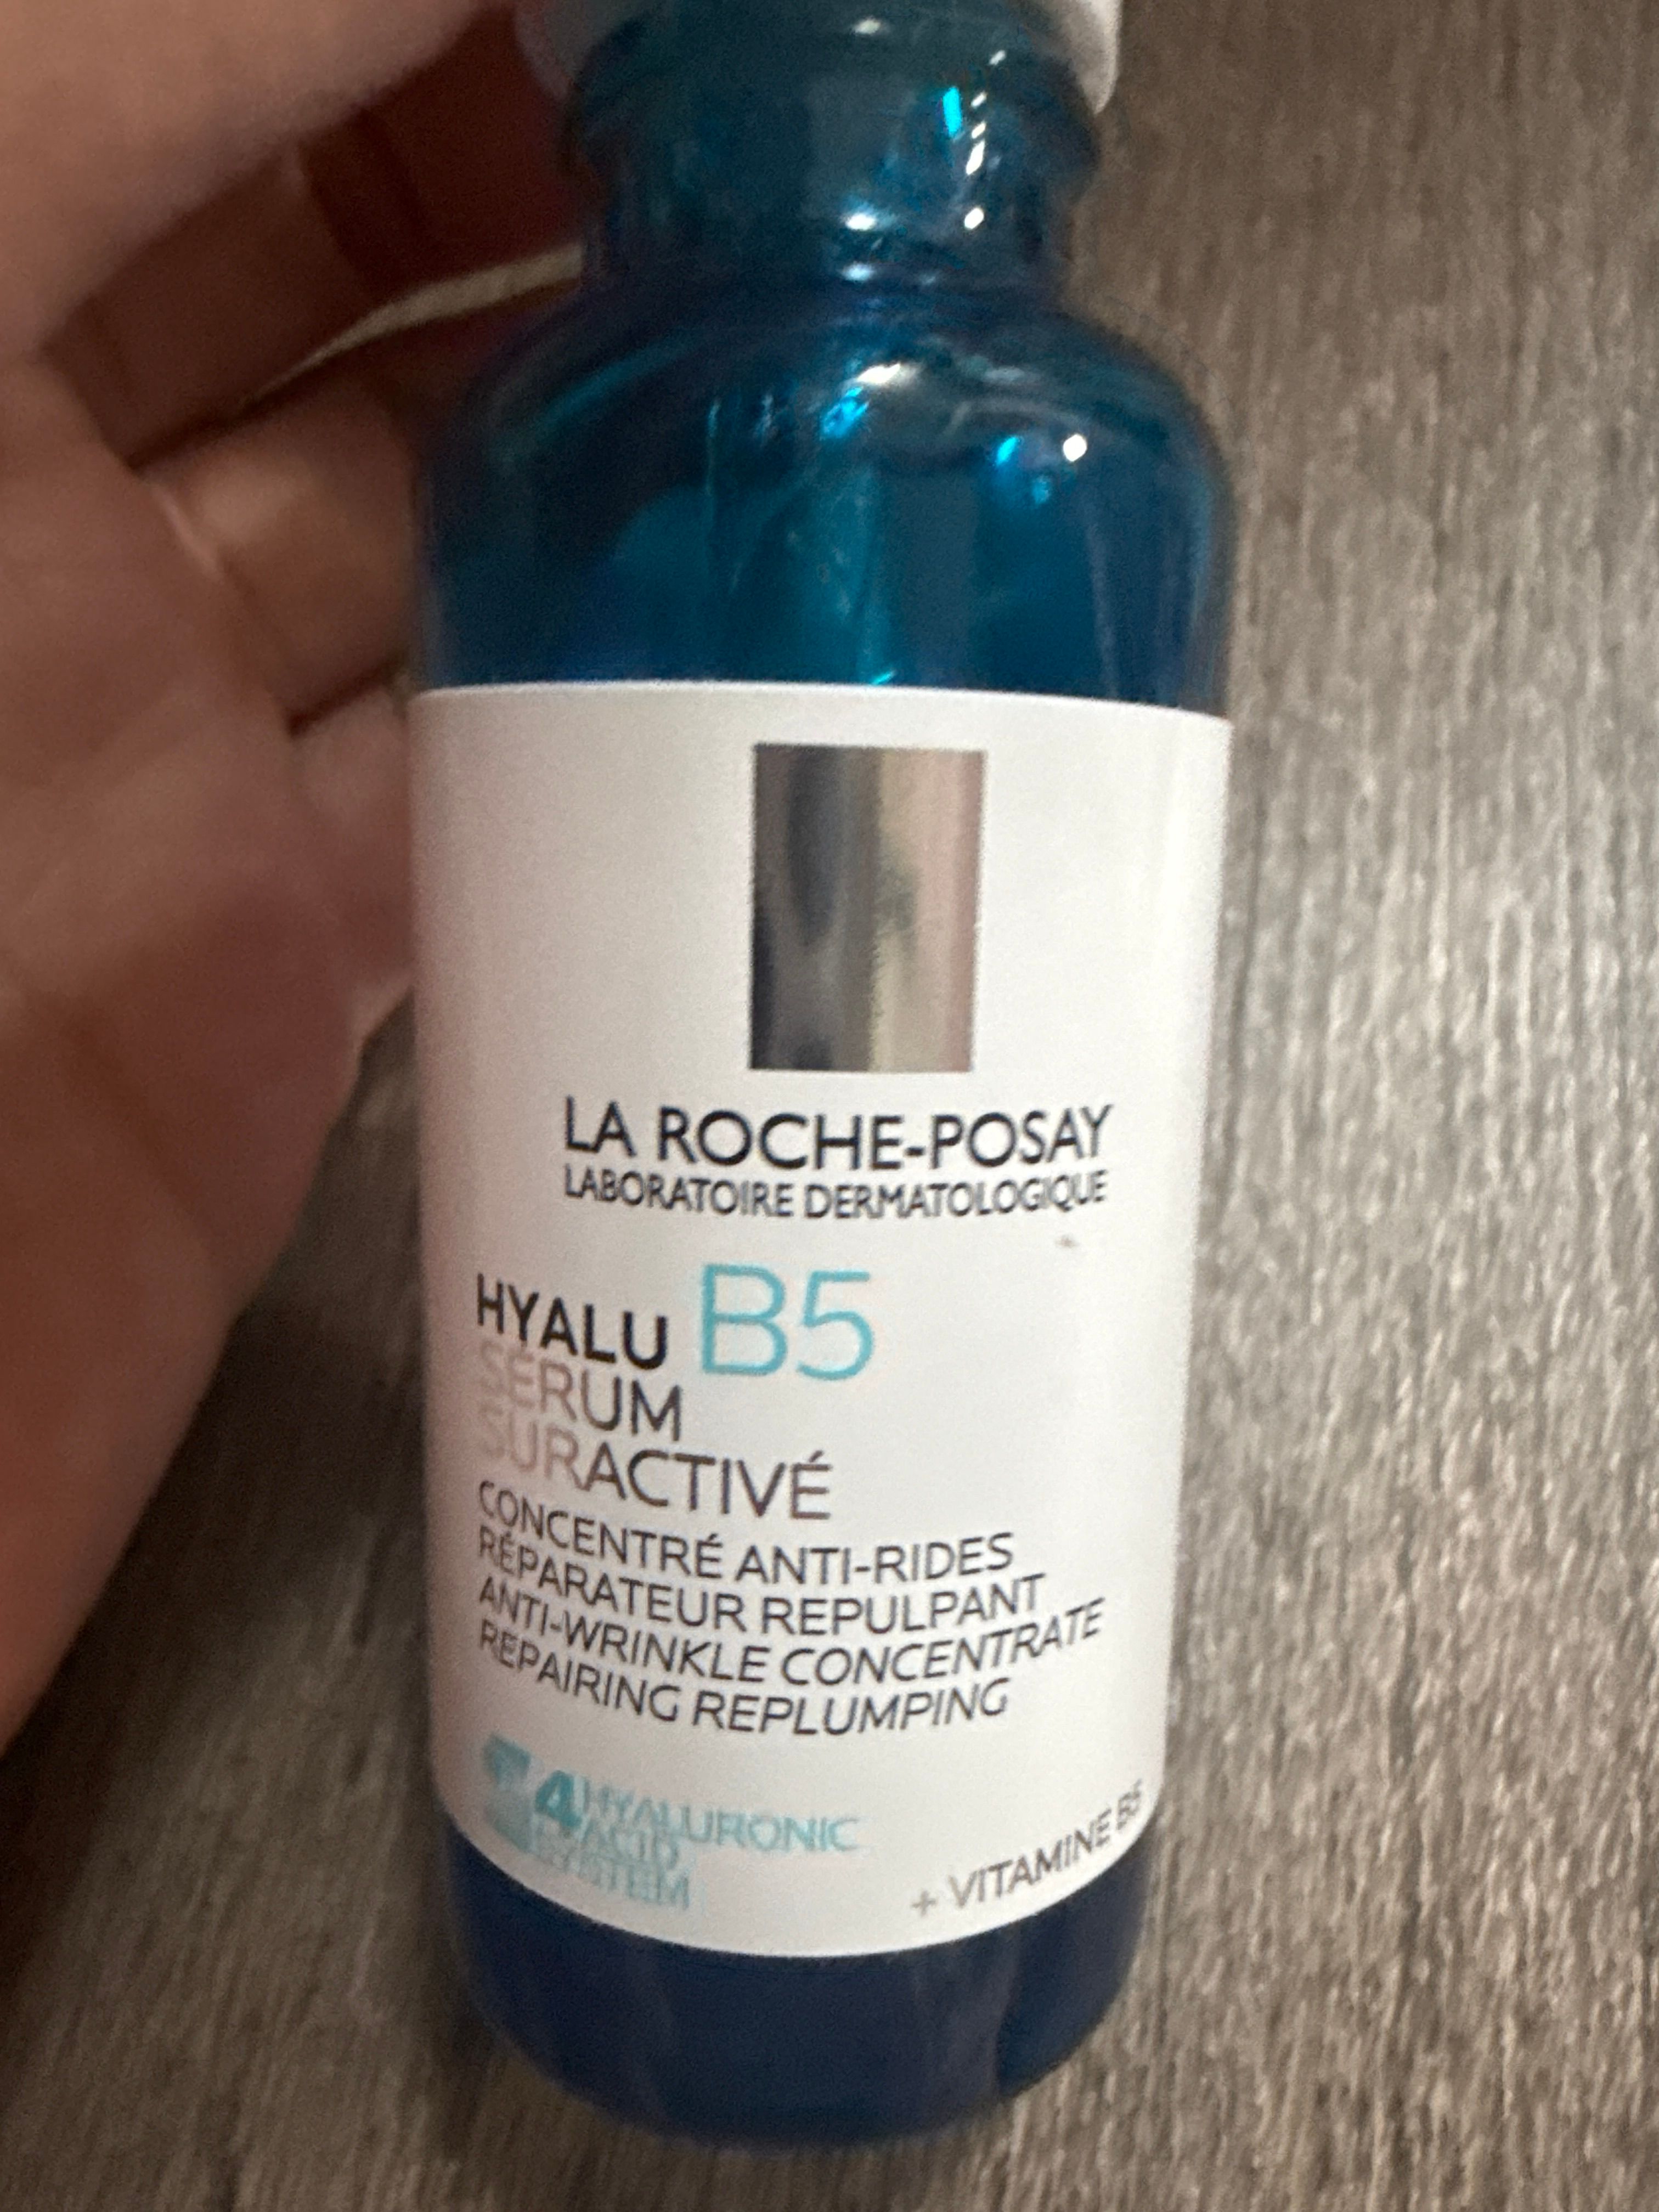 LA ROCHE-POSAY
LABORATOIRE DERMATOLOGIQUE
HYALU B5
SÉRUM
SURACTIVÉ
CONCENTRÉ ANTI-RIDES
RÉPARATEUR REPULPANT
ANTI-WRINKLE CONCENTRATE
REPAIRING REPLUMPING
4 HYALURONIC
ACID
SYSTEM
+ VITAMINE B5